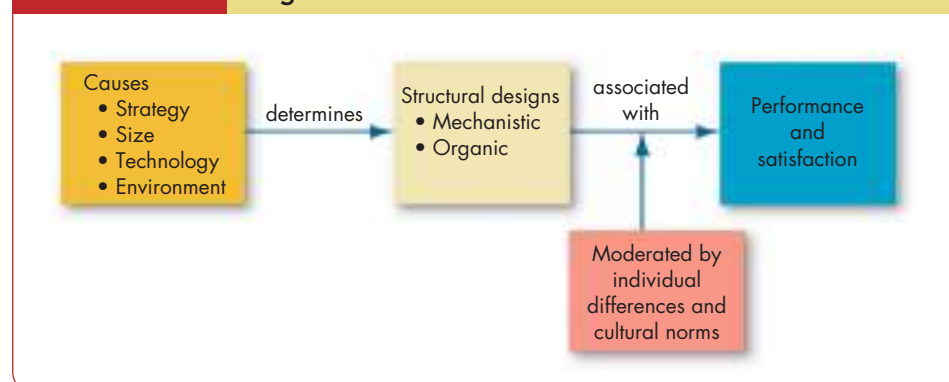 Causes
• Strategy
• Size
• Technology
• Environment
determines
Structural designs
• Mechanistic
• Organic
associated
with
Performance
and
satisfaction
Moderated by
individual
differences and
cultural norms